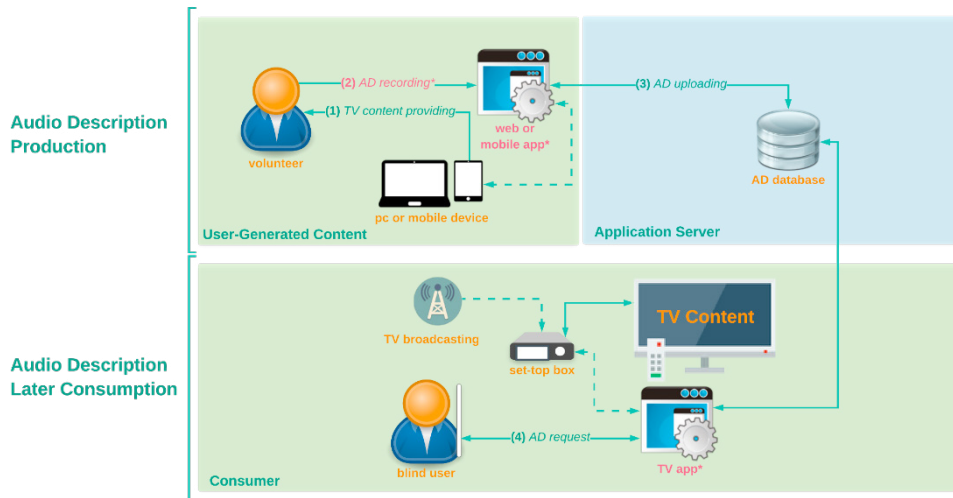 Audio Description
Production
(2) AD recording*
(1) TV content providing
volunteer
web or
mobile app*
pc or mobile device
User-Generated Content
(3) AD uploading
AD database
Application Server
Audio Description
Later Consumption
TV broadcasting
set-top box
TV Content
(4) AD request
blind user
TV app*
Consumer